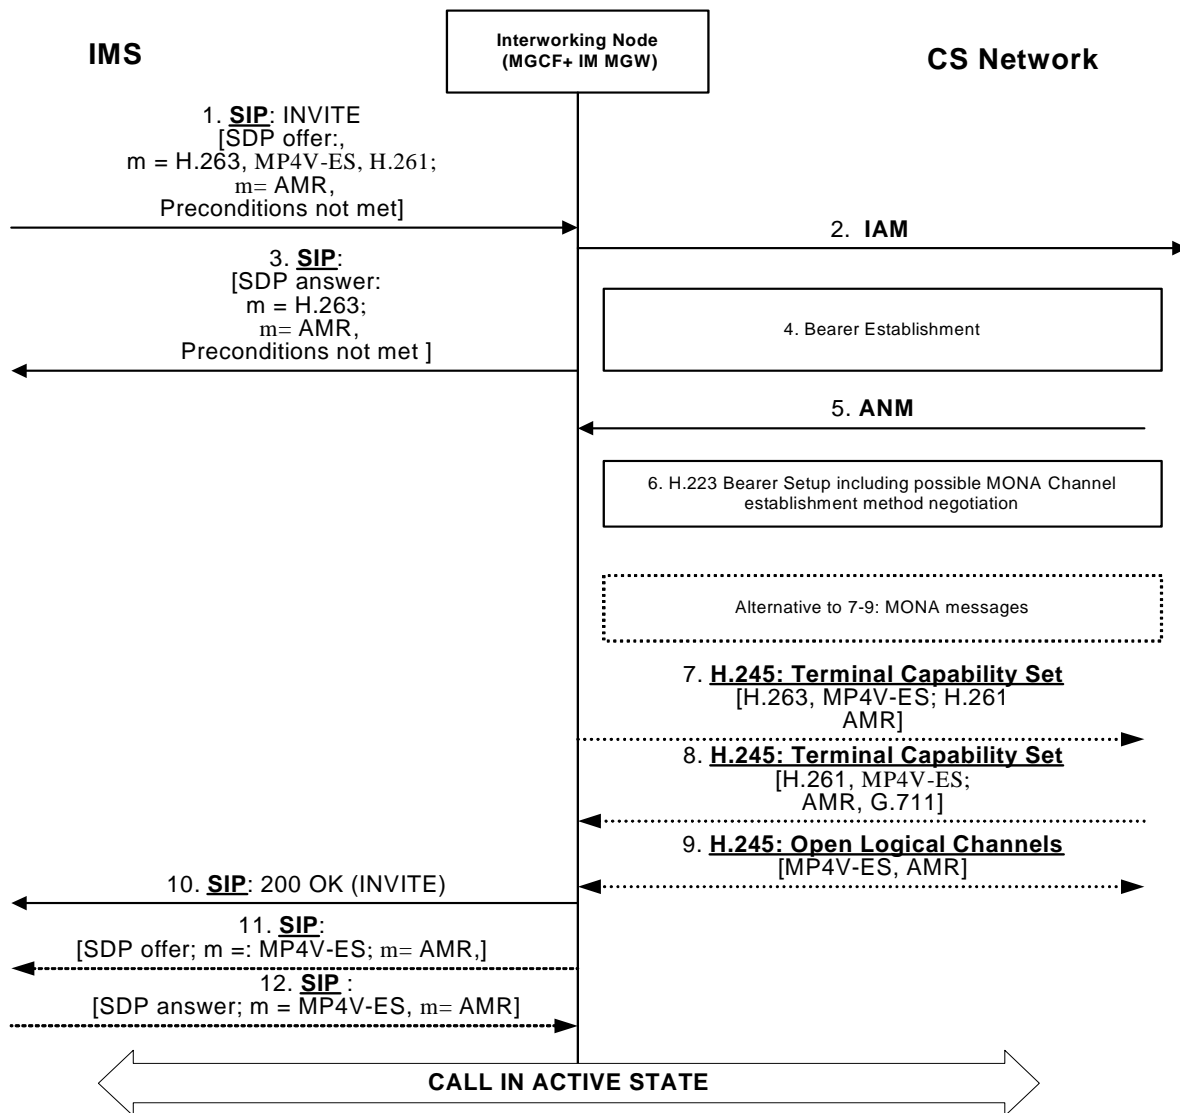 IMS
Interworking Node
(MGCF+ IM MGW)
CS Network
1. SIP: INVITE
[SDP offer:,
m = H.263, MP4V-ES, H.261;
m= AMR,
Preconditions not met]
2. IAM
3. SIP:
[SDP answer:
m = H.263;
m= AMR,
Preconditions not met ]
4. Bearer Establishment
5. ANM
6. H.223 Bearer Setup including possible MONA Channel
establishment method negotiation
Alternative to 7-9: MONA messages
7. H.245: Terminal Capability Set
[H.263, MP4V-ES; H.261
AMR]
8. H.245: Terminal Capability Set
[H.261, MP4V-ES;
AMR, G.711]
9. H.245: Open Logical Channels
[MP4V-ES, AMR]
10. SIP: 200 OK (INVITE)
11. SIP:
[SDP offer; m =: MP4V-ES; m= AMR,]
12. SIP :
[SDP answer; m = MP4V-ES, m= AMR]
CALL IN ACTIVE STATE